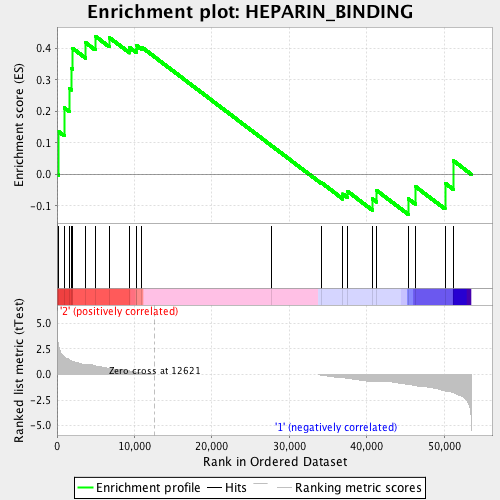 Enrichment plot: HEPARIN_BINDING
Enrichment score (ES)
0.4
0.3
0.2
0.1
0.0
-0.1
'2' (positively correlated)
Ranked list metric (tTest)
5.0
2.5
0.0
-2.5
-5.0
Zero cross at 12621
'1' (negatively correlated)
0 10,000 20,000 30,000 40,000 50,000
Rank in Ordered Dataset
Enrichment profile Hits Ranking metric scores